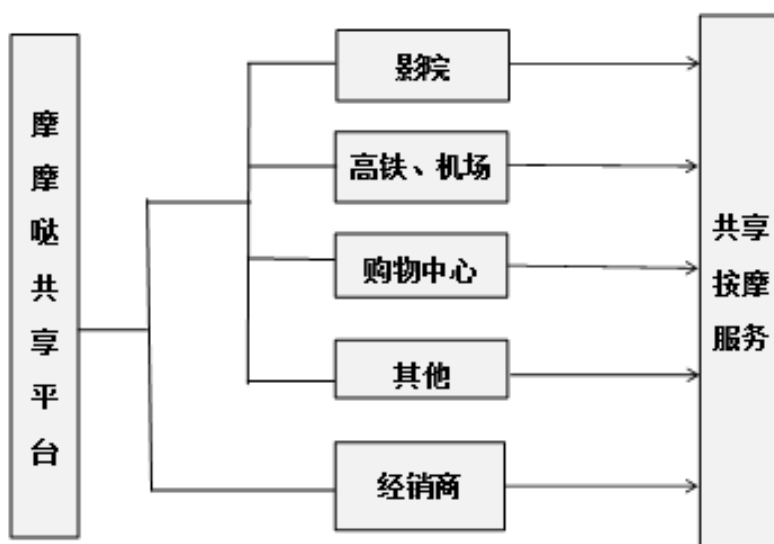 摩摩哒共享平台
影院
高铁、机场
购物中心
其他
经销商
共享
按摩
服务